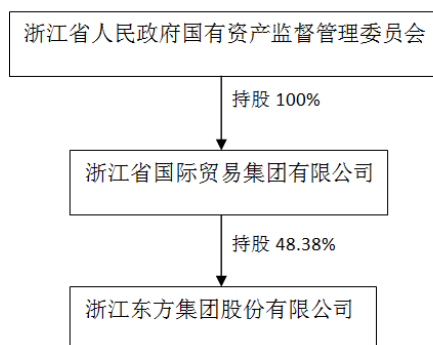 浙江省人民政府国有资产监督管理委员会
持股 100%
浙江省国际贸易集团有限公司
持股 48.38%
浙江东方集团股份有限公司